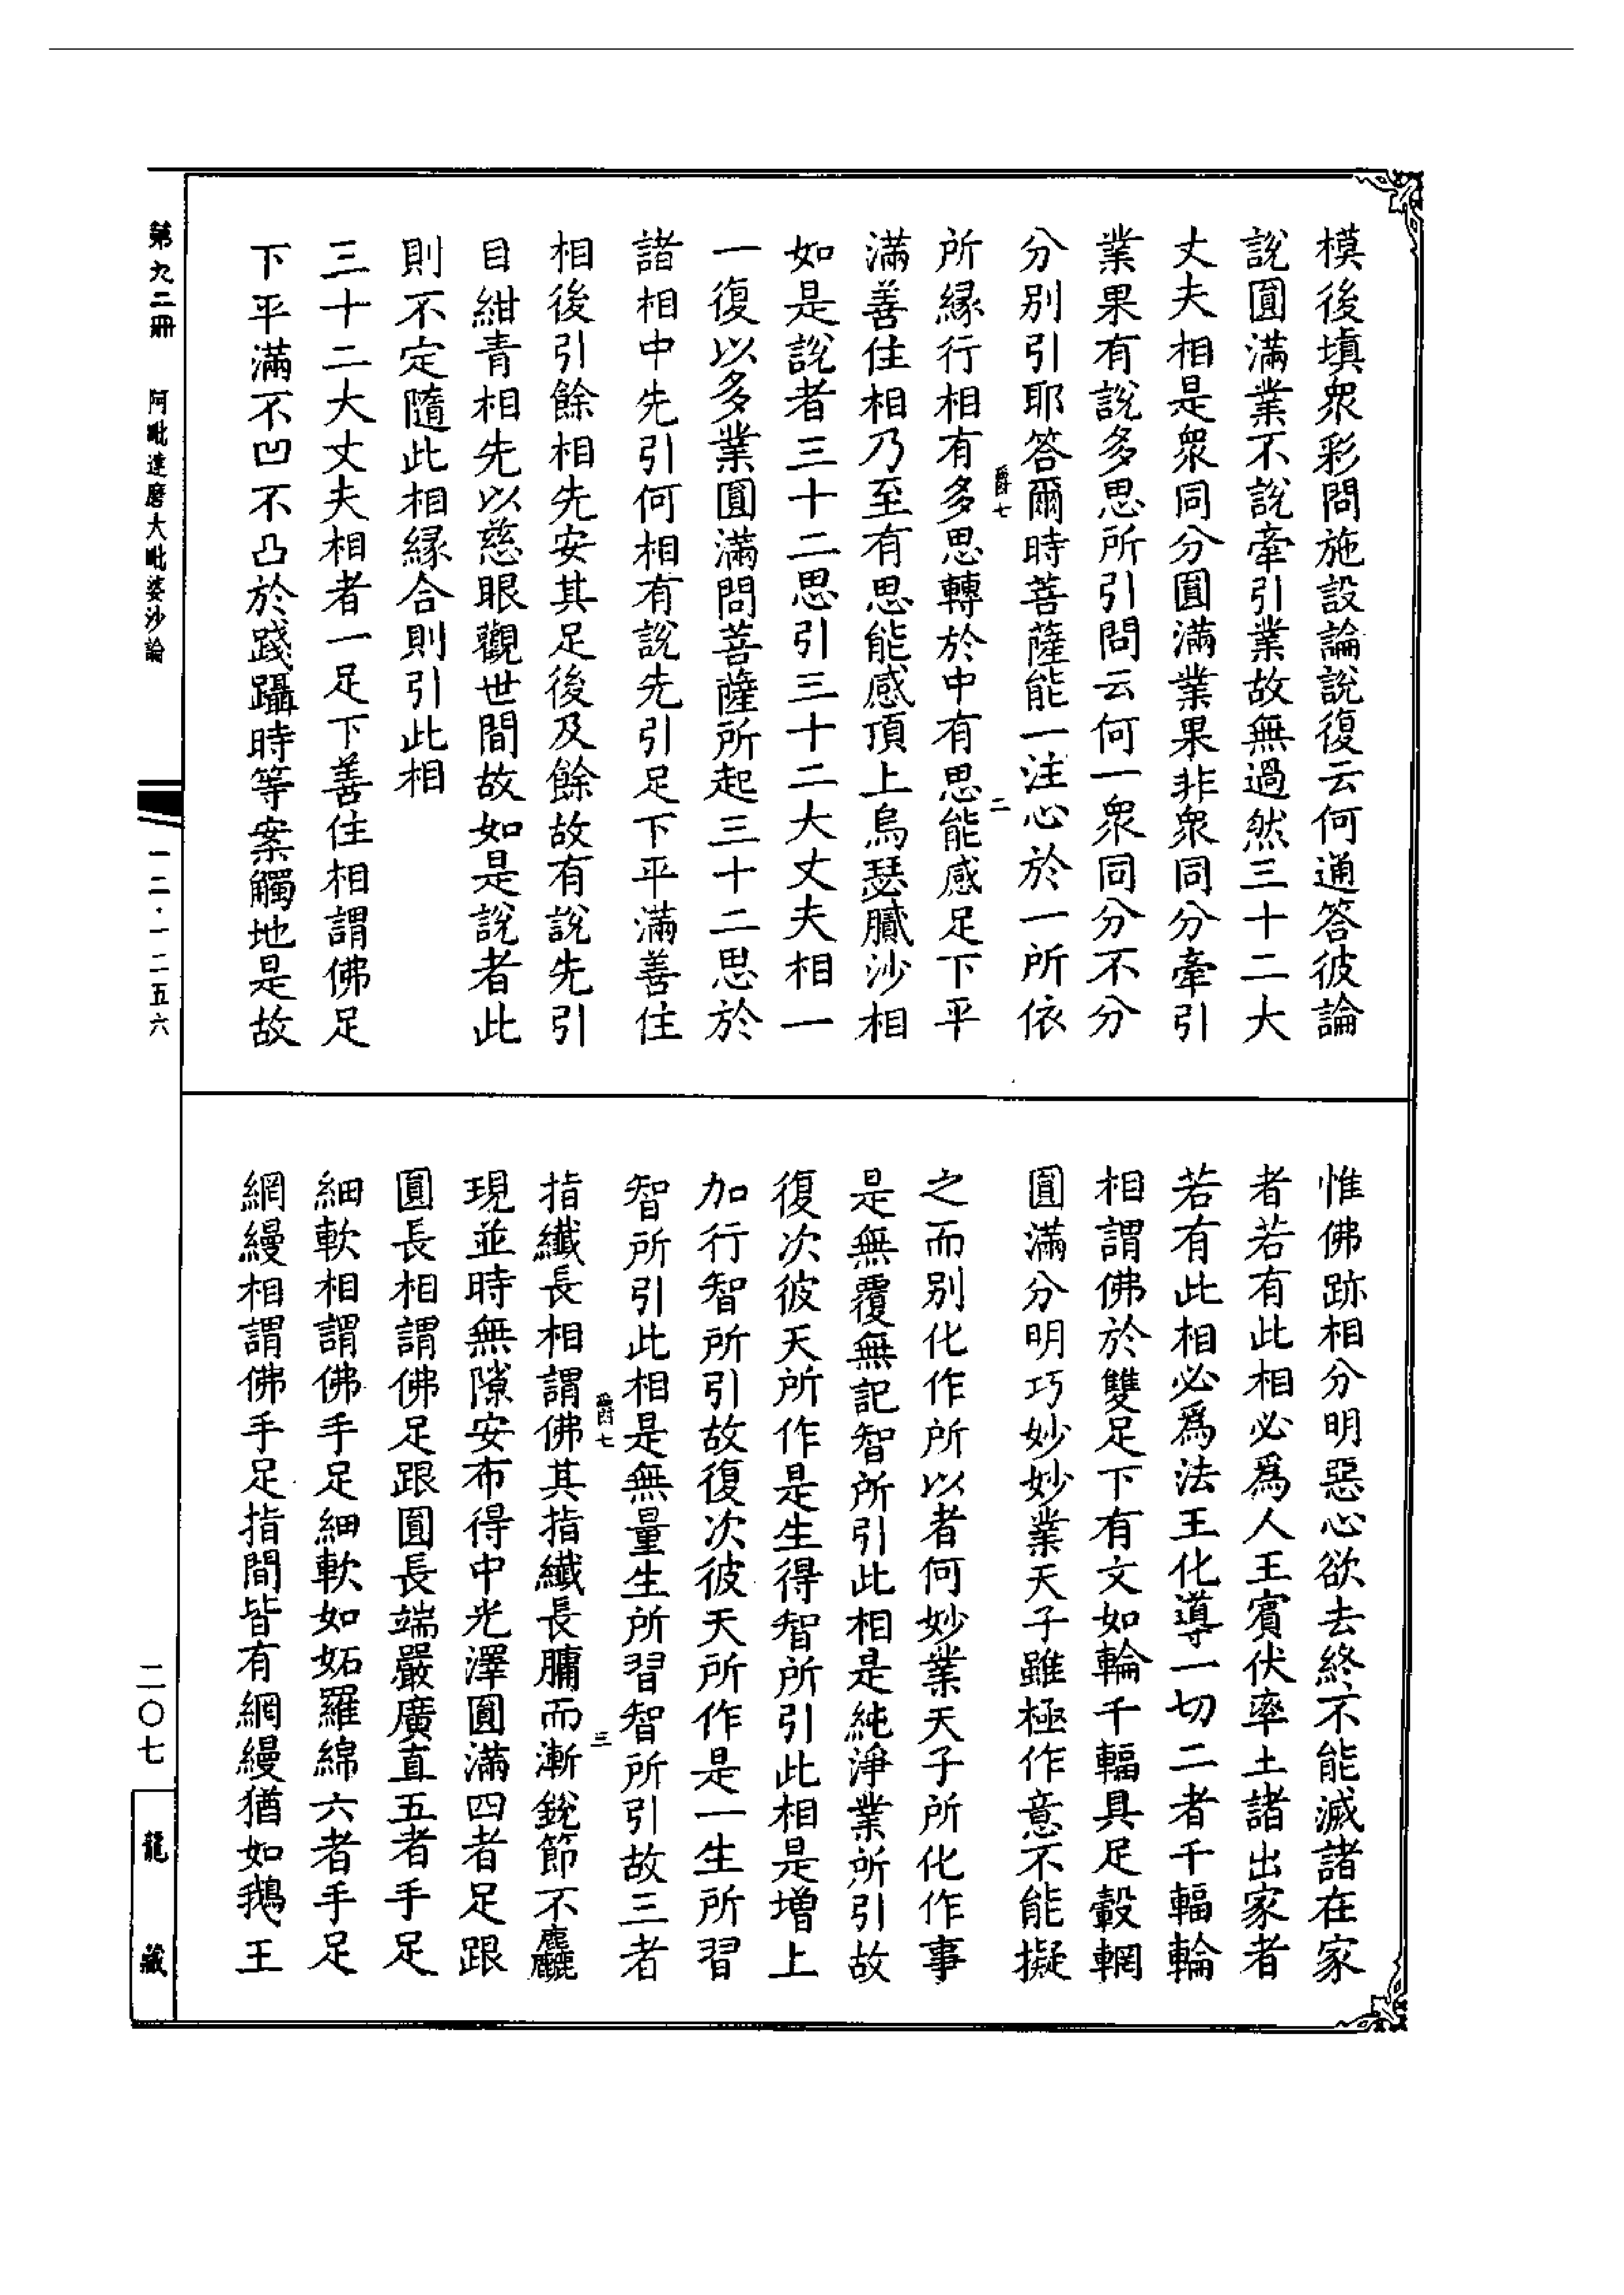 模後填衆彩問施設論說復云何通答彼論
說圓滿業不說牽引業故無過然三十二大
丈夫相是衆同分圓滿業果非衆同分牽引
業果有說多思所引問云何一衆同分不分
分別引耶答爾時菩薩能一注心於一所依
爵七
二
所緣行相有多思轉於中有思能感足下平
滿善住相乃至有思能感頂上烏瑟膩沙相
如是說者三十二思引三十二大丈夫相一
一復以多業圓滿問菩薩所起三十二思於
諸相中先引何相有說先引足下平滿善住
相後引餘相先安其足後及餘故有說先引
目紺青相先以慈眼觀世間故如是說者此
則不定隨此相緣合則引此相
三十二大丈夫相者一足下善住相謂佛足
下平滿不凹不凸於踐躡時等案觸地是故
惟佛跡相分明惡心欲去終不能滅諸在家
者若有此相必爲人王賓伏率土諸出家者
若有此相必爲法王化導一切二者千輻輪
相謂佛於雙足下有文如輪千輻具足轂輞
圓滿分明巧妙妙業天子雖極作意不能擬
之而別化作所以者何妙業天子所化作事
是無覆無記智所引此相是純淨業所引故
復次彼天所作是生得智所引此相是增上
加行智所引故復次彼天所作是一生所習
智所引此相是無量生所習智所引故三者
爵七
三
指纖長相謂佛其指纖長牗而漸銳節不麤
現並時無隙安布得中光澤圓滿四者足跟
圓長相謂佛足跟圓長端嚴廣直五者手足
細軟相謂佛手足細軟如妬羅綿六者手足
網縵相謂佛手足指間皆有網縵猶如鵝王
第九二冊
阿毗達磨大毗婆沙論
一二·一二五六
二〇七
龍藏